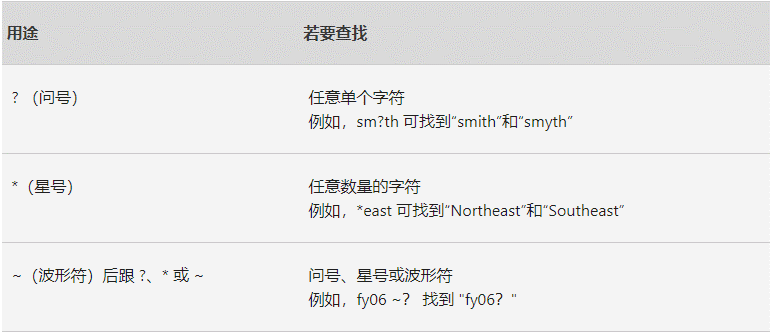 用途 若要查找
?（问号） 任意单个字符
例如，sm?th 可找到“smith”和“smyth”
*（星号） 任意数量的字符
例如，*east 可找到“Northeast”和“Southeast”
~（波形符）后跟 ?、* 或 ~ 问号、星号或波形符
例如，fy06 ~？ 找到 "fy06？"